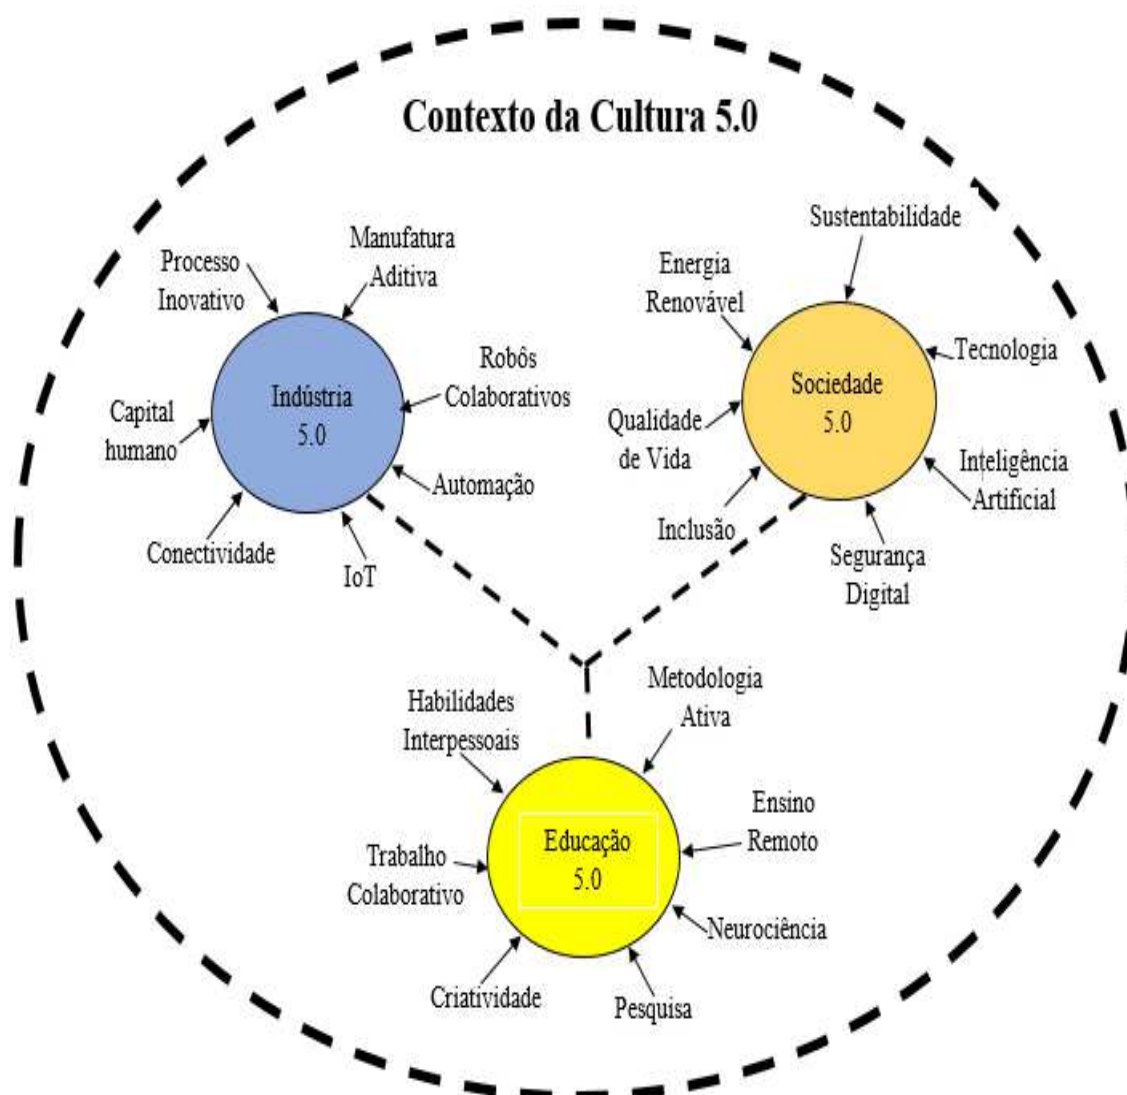 Contexto da Cultura 5.0
Processo
Inovativo
Manufatura
Aditiva
Robôs
Colaborativos
Capital
humano
Indústria
5.0
Automação
Conectividade
IoT
Sustentabilidade
Energia
Renovável
Tecnologia
Sociedade
5.0
Qualidade
de Vida
Inteligência
Artificial
Inclusão
Segurança
Digital
Habilidades
Interpessoais
Metodologia
Ativa
Ensino
Remoto
Educação
5.0
Trabalho
Colaborativo
Neurociência
Criatividade
Pesquisa